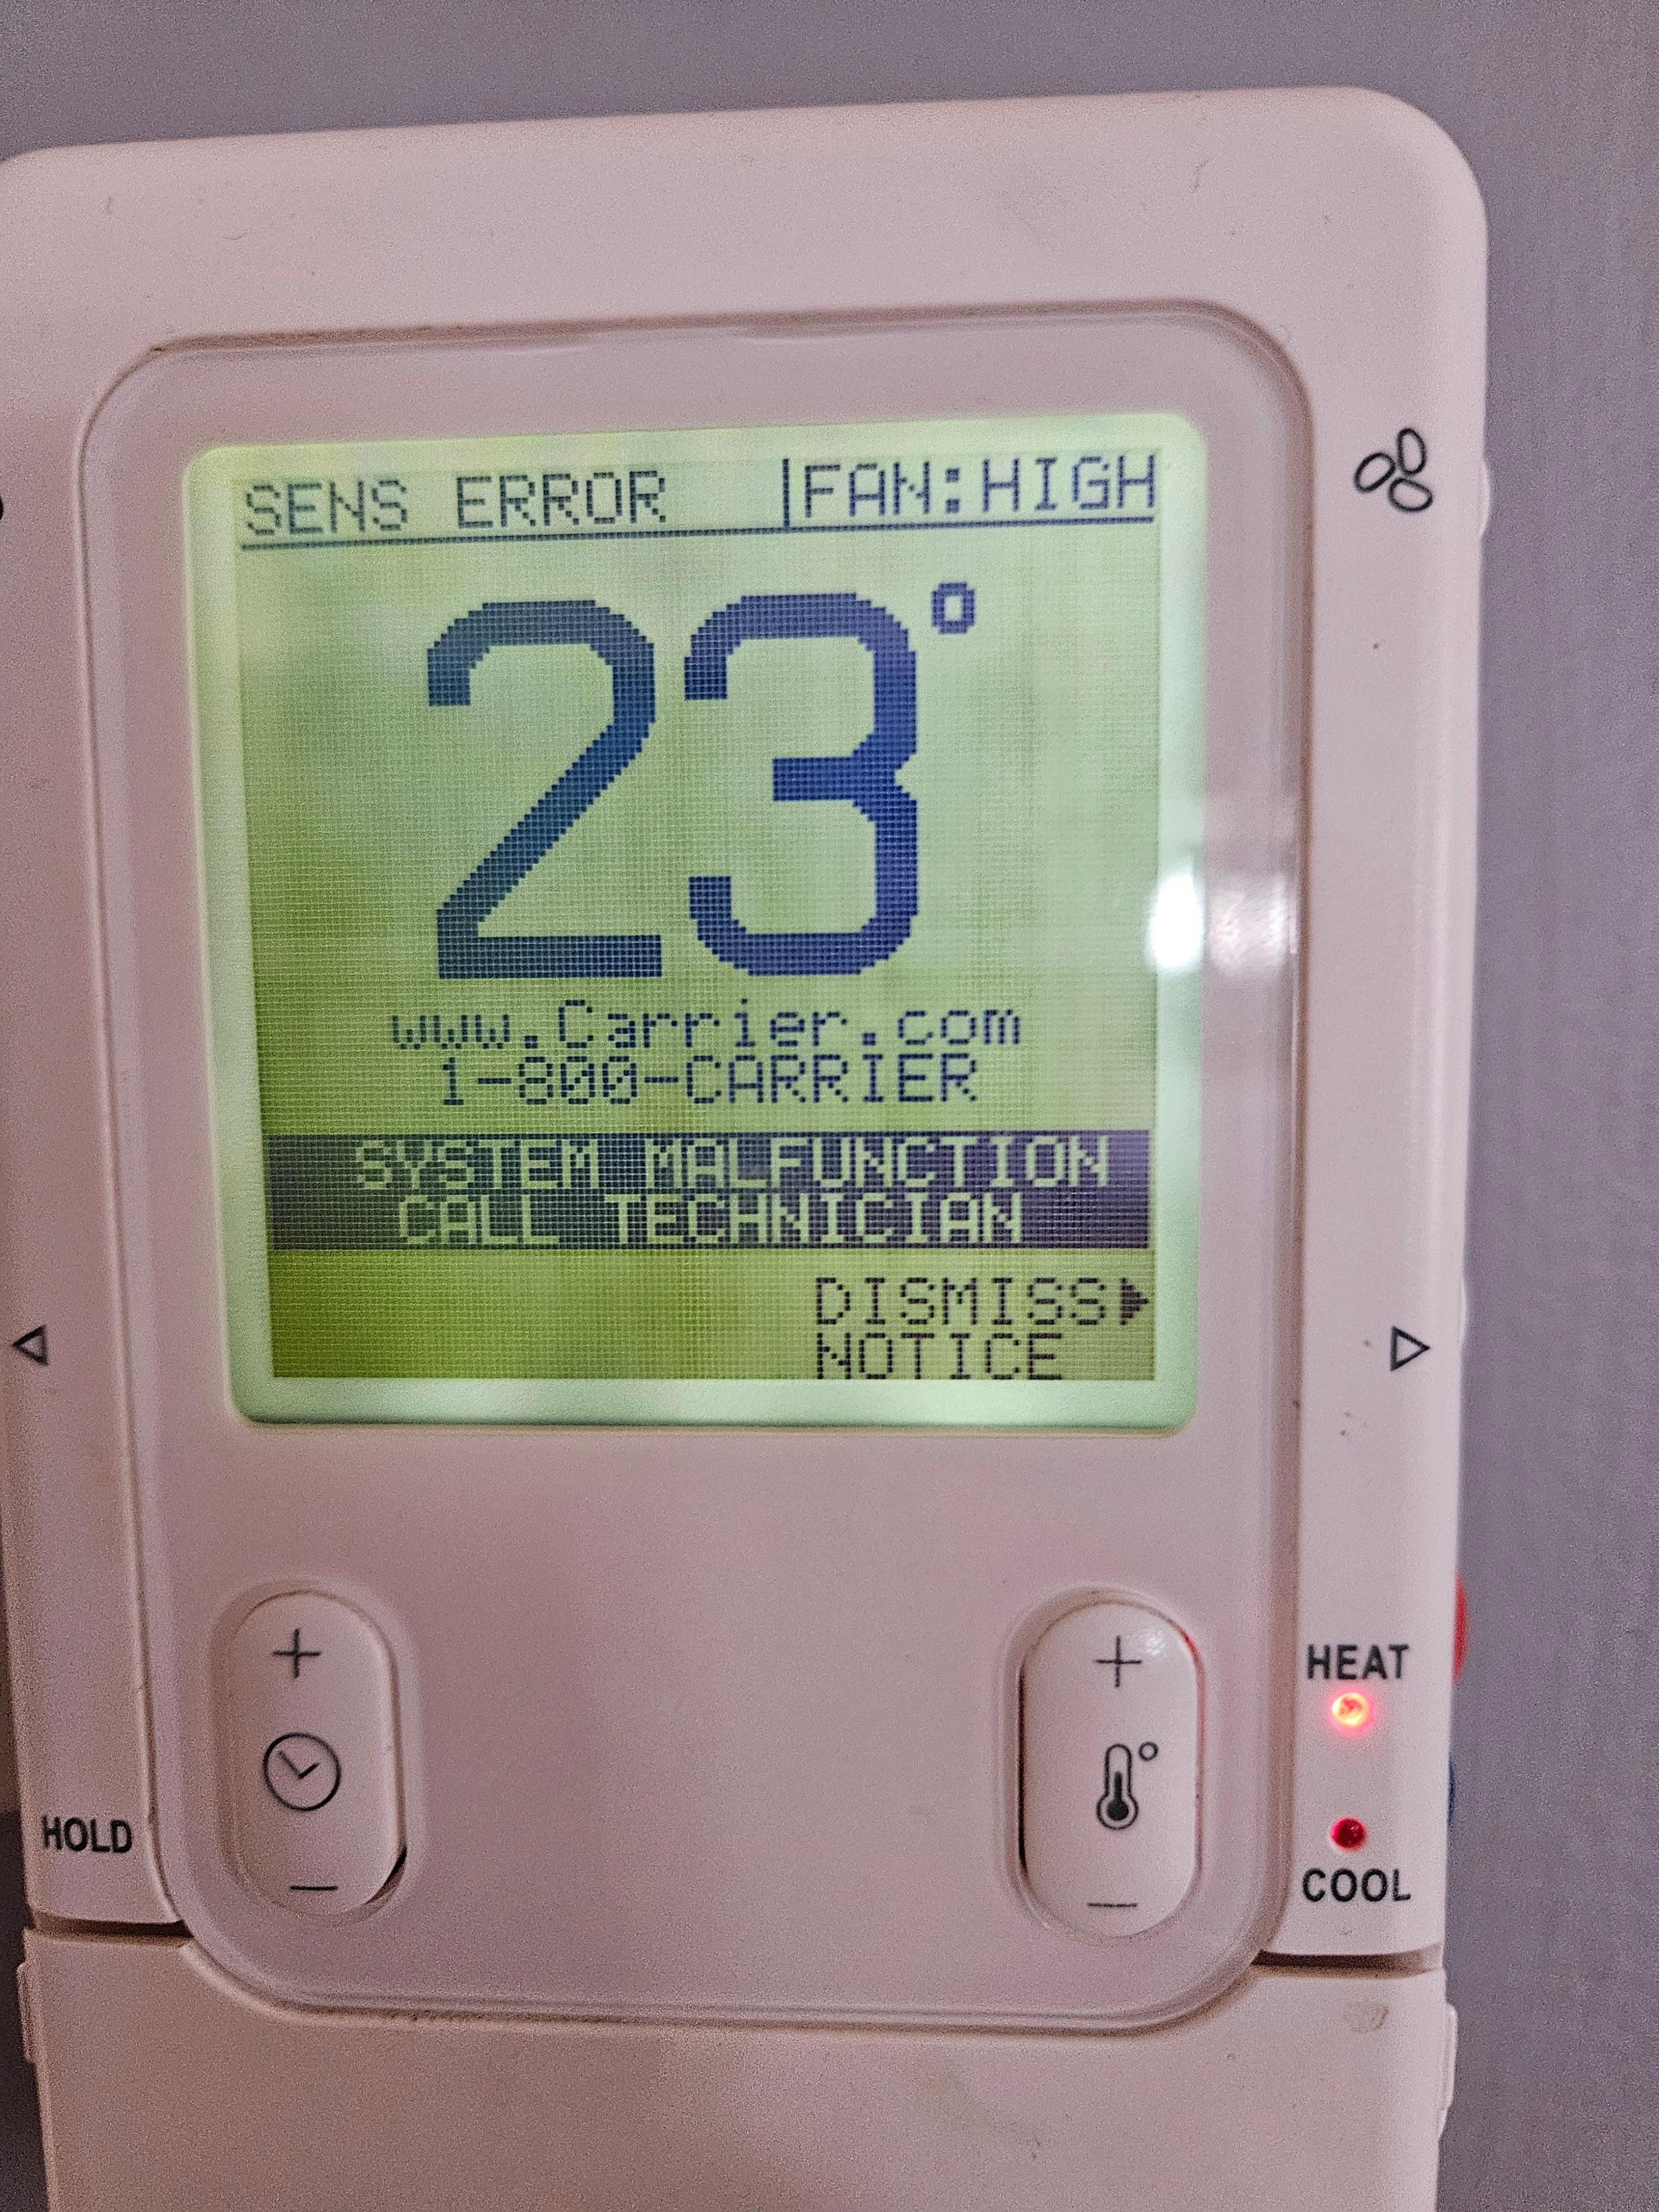 SENS ERROR |FAN:HIGH
23°
www.Carrier.com
1-800-CARRIER
SYSTEM MALFUNCTION
CALL TECHNICIAN
DISMISS▶
NOTICE
+ +
HEAT
HOLD
− −
COOL